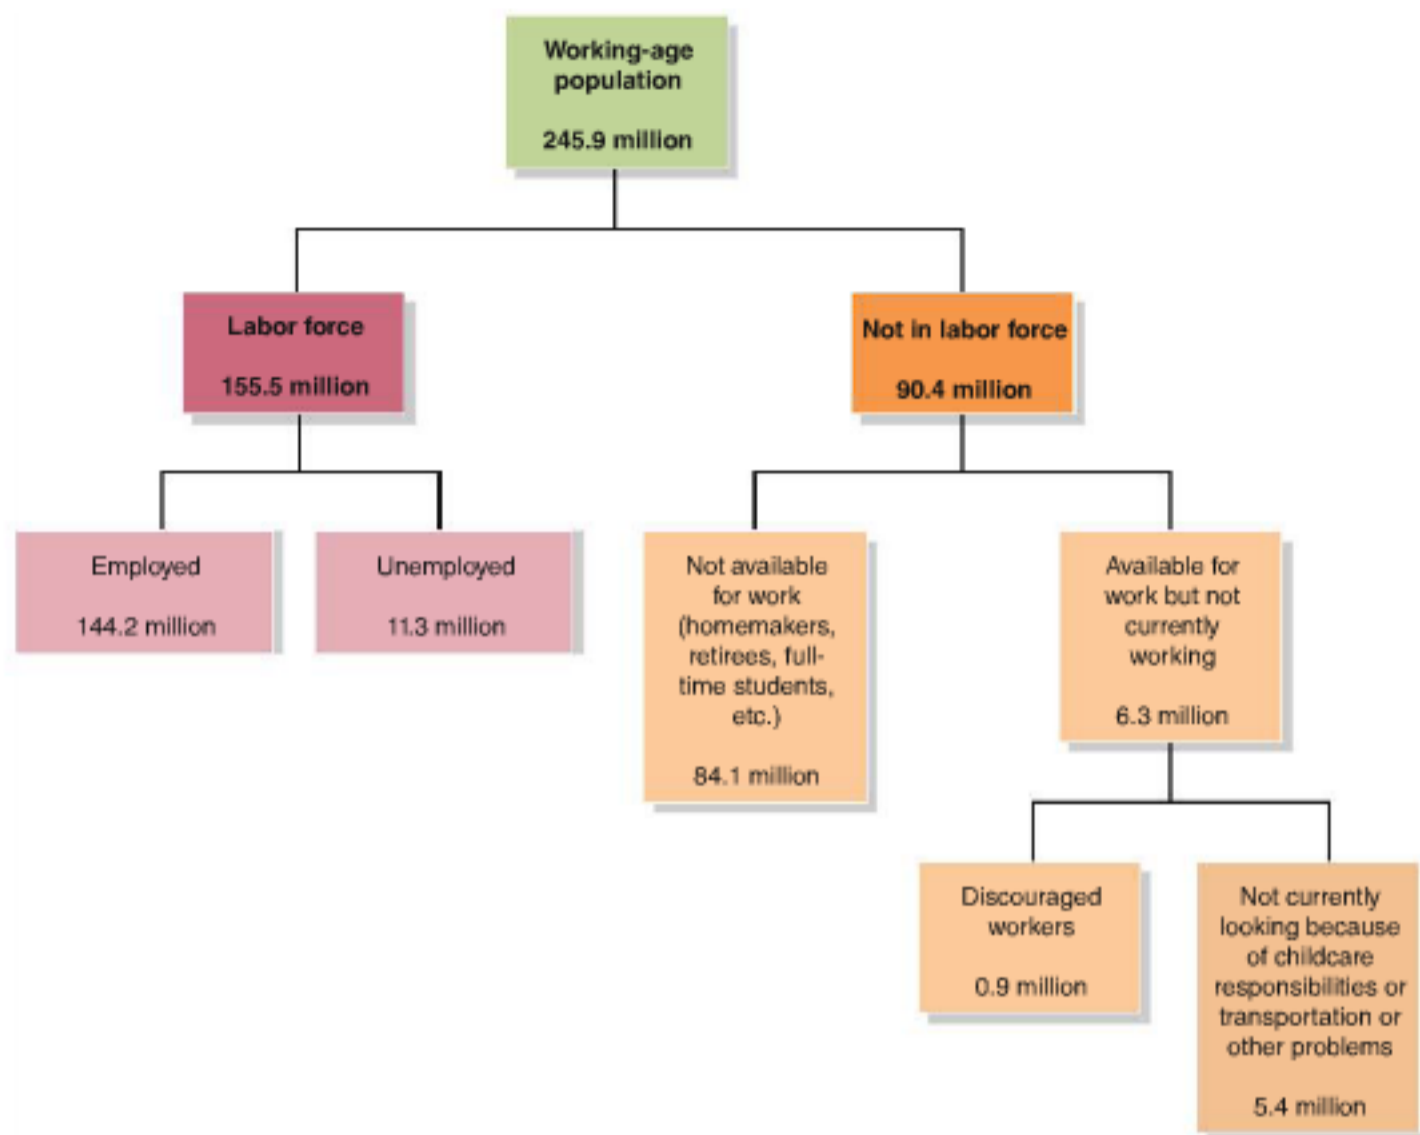 Working-age
population
245.9 million
Labor force
155.5 million
Not in labor force
90.4 million
Employed
144.2 million
Unemployed
11.3 million
Not available
for work
(homemakers,
retirees, full-
time students,
etc.)
84.1 million
Available for
work but not
currently
working
6.3 million
Discouraged
workers
0.9 million
Not currently
looking because
of childcare
responsibilities or
transportation or
other problems
5.4 million